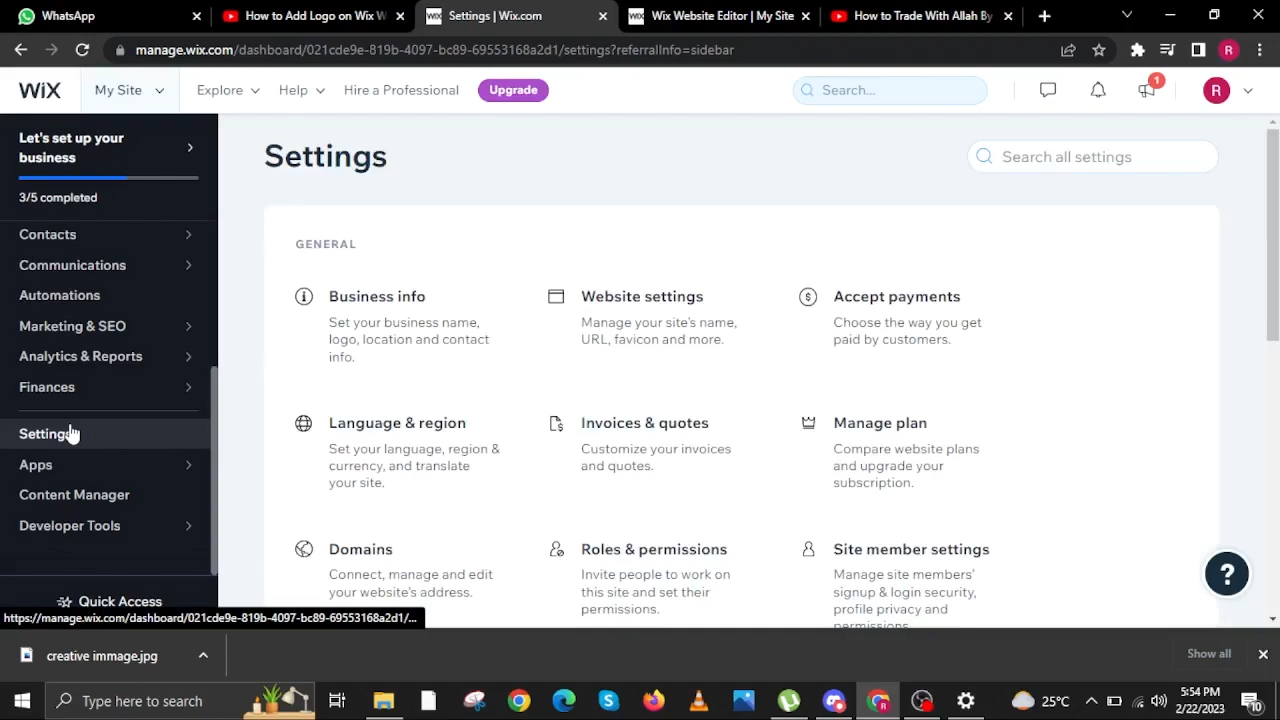 WhatsApp
How to Add Logo on Wix W
Settings | Wix.com
Wix Website Editor | My Site
How to Trade With Allah By
manage.wix.com/dashboard/021cde9e-819b-4097-bc89-69553168a2d1/settings?referralInfo=sidebar
R
WiX
My Site
Explore
Help
Hire a Professional
Upgrade
Search...
1
R
Let's set up your
business
3/5 completed
Contacts
Communications
Automations
Marketing & SEO
Analytics & Reports
Finances
Settings
Apps
Content Manager
Developer Tools
Quick Access
https://manage.wix.com/dashboard/021cde9e-819b-4097-bc89-69553168a2d1/...
Settings
Search all settings
GENERAL
Business info
Set your business name,
logo, location and contact
info.
Website settings
Manage your site's name,
URL, favicon and more.
Accept payments
Choose the way you get
paid by customers.
Language & region
Set your language, region &
currency, and translate
your site.
Invoices & quotes
Customize your invoices
and quotes.
Manage plan
Compare website plans
and upgrade your
subscription.
Domains
Connect, manage and edit
your website's address.
Roles & permissions
Invite people to work on
this site and set their
permissions.
Site member settings
Manage site members'
signup & login security,
profile privacy and
permissions.
?
creative immage.jpg
Show all
Type here to search
25°C
5:54 PM
2/22/2023
10